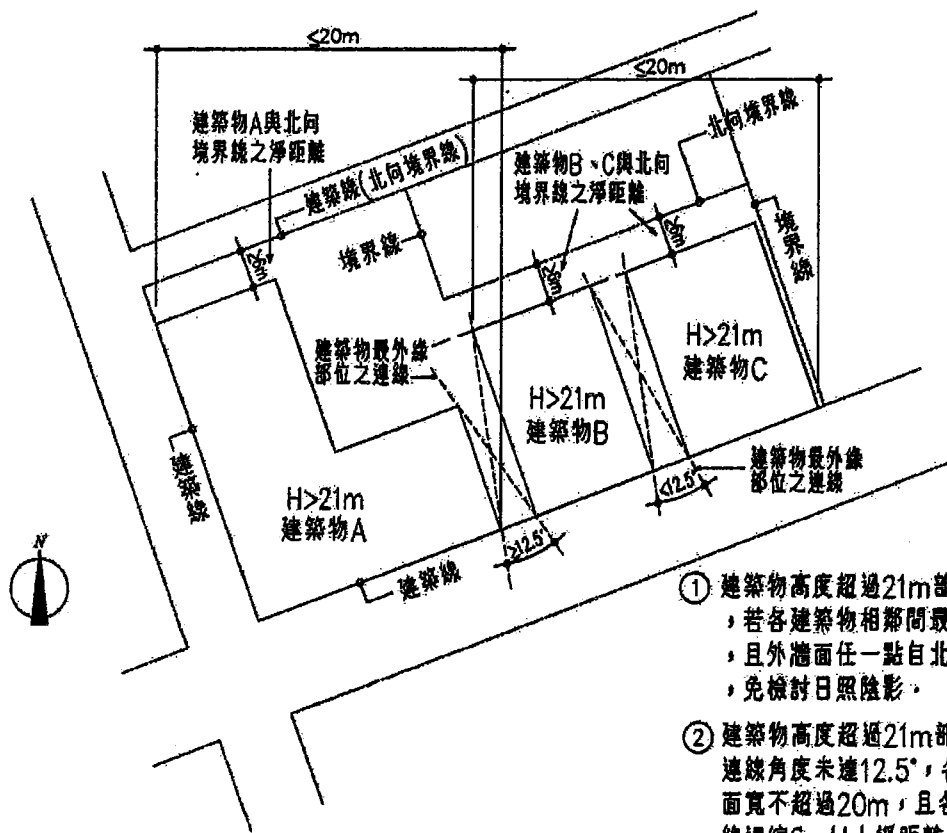 ≤20m
≤20m
建築物A與北向
境界線之淨距離
建築線(北向境界線)
建築物B、C與北向
境界線之淨距離
北向境界線
境界線
境界線
建築物最外緣
部位之連線
H>21m
建築物C
H>21m
建築物B
建築物最外緣
部位之連線
<12.5°
建築線
H>21m
建築物A
>12.5°
建築線
N
① 建築物高度超過21m部
,若各建築物相鄰間最
,且外牆面任一點自北
,免檢討日照陰影。
② 建築物高度超過21m部
連線角度未達12.5°,各
面寬不超過20m,且各